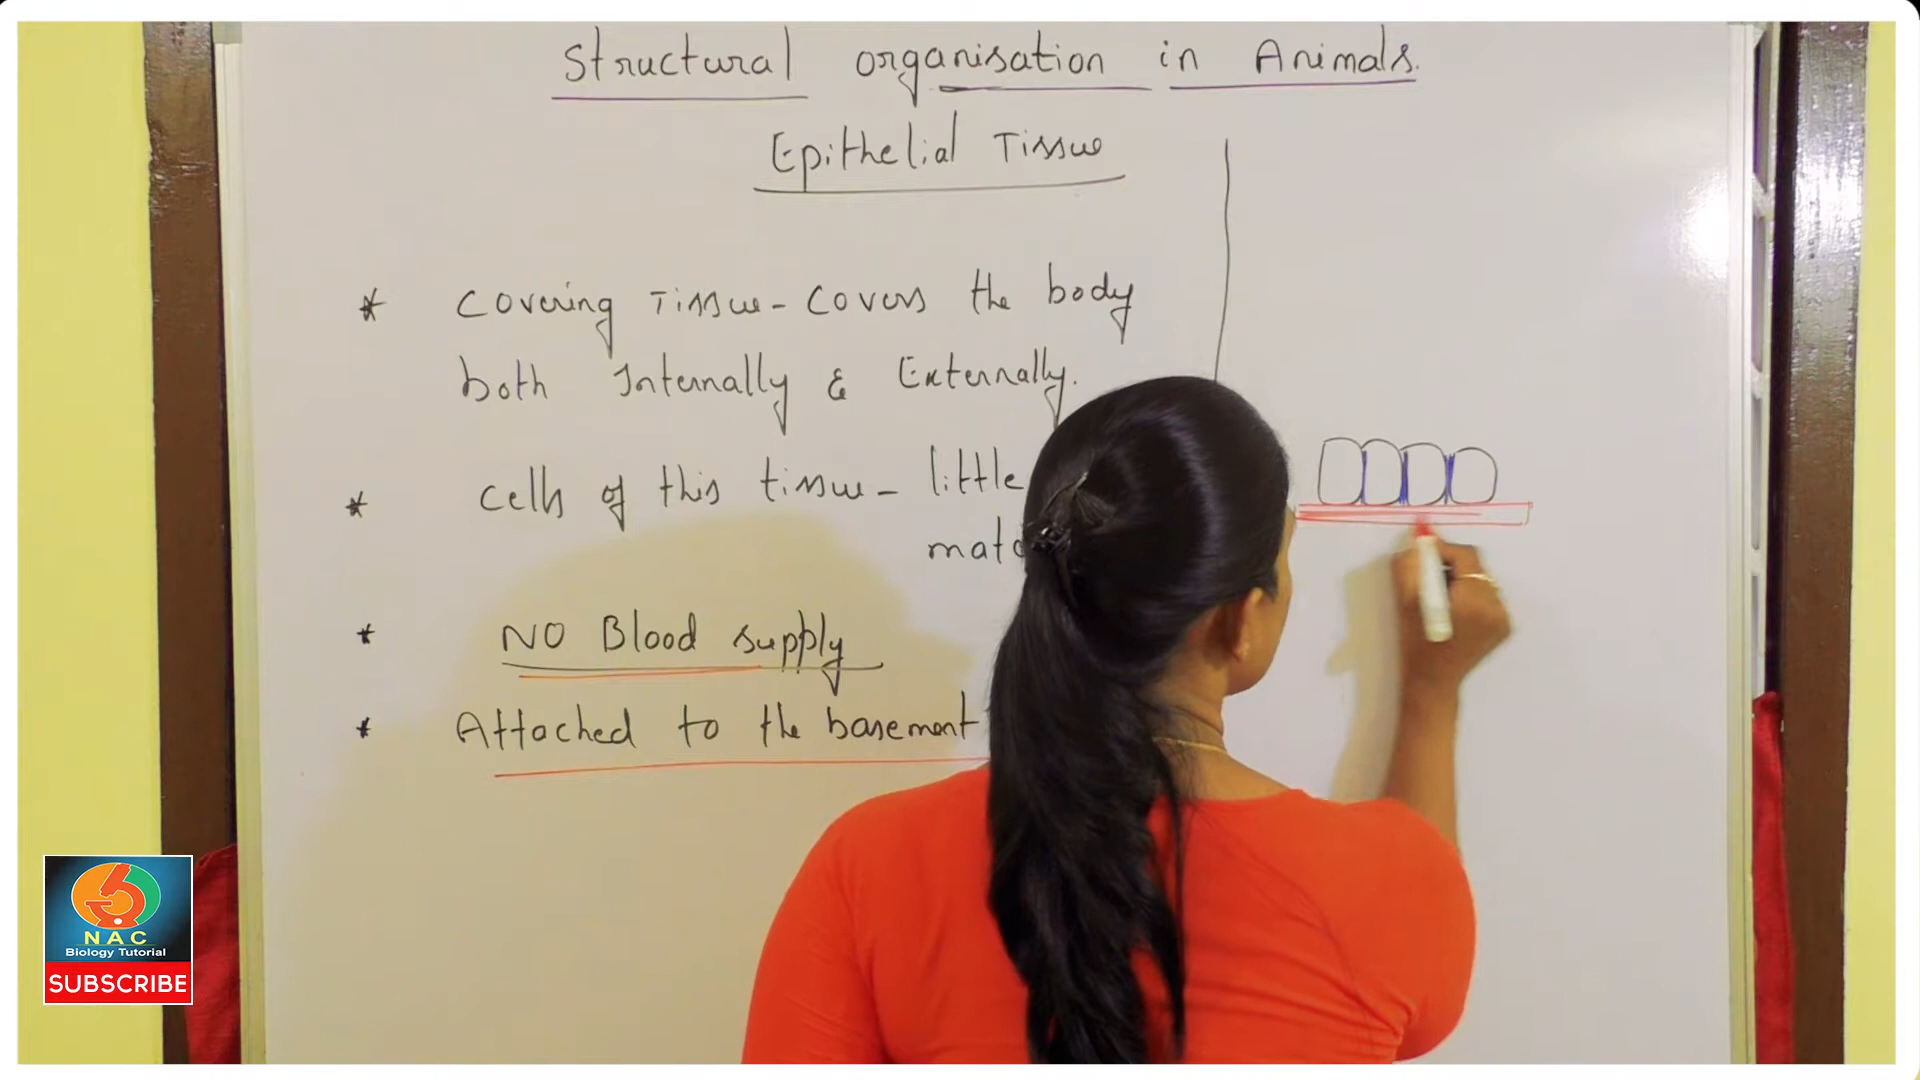 Structural organisation in Animals.
Epithelial Tissue
* Covering Tissue - Covers the body
both Internally & Externally.
* Cells of this tissue - little
* NO Blood supply
* Attached to the basement
NAC
Biology Tutorial
SUBSCRIBE